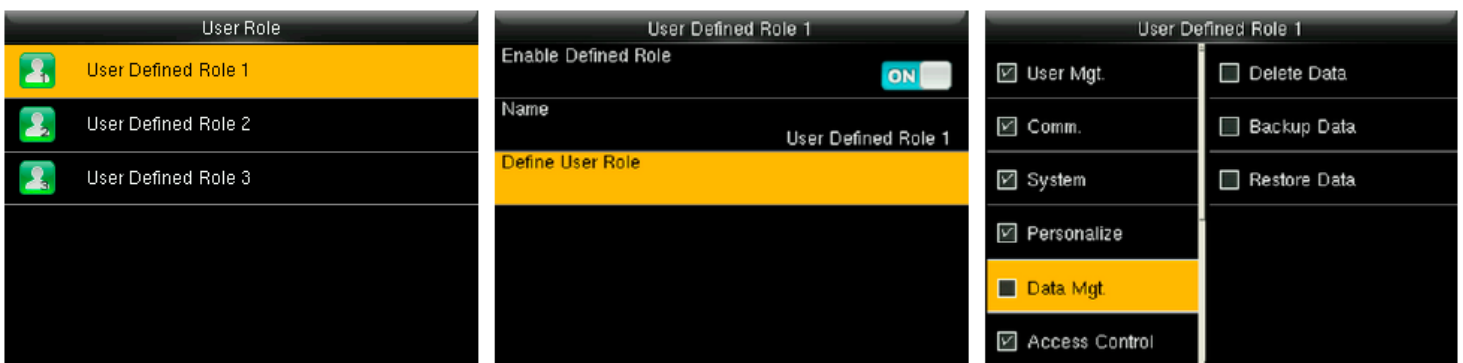 User Role
User Defined Role 1
User Defined Role 2
User Defined Role 3
User Defined Role 1
Enable Defined Role
ON
Name
User Defined Role 1
Define User Role
User Defined Role 1
User Mgt.
Comm.
System
Personalize
Data Mgt.
Access Control
Delete Data
Backup Data
Restore Data